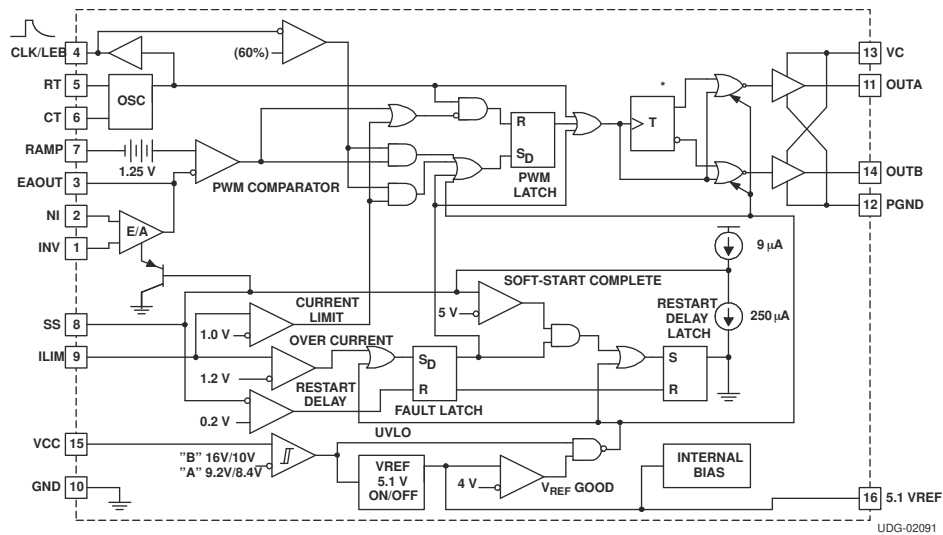 CLK/LEB 4
(60%)
13 VC
RT 5
OSC
11 OUTA
CT 6
*
R
T
RAMP 7
1.25 V
SD
PWM COMPARATOR
PWM
LATCH
EAOUT 3
14 OUTB
NI 2
E/A
12 PGND
INV 1
9 µA
SOFT-START COMPLETE
SS 8
CURRENT
LIMIT
1.0 V
5 V
RESTART
DELAY
LATCH
250 µA
ILIM 9
OVER CURRENT
1.2 V
RESTART
DELAY
SD
R
FAULT LATCH
S
R
0.2 V
UVLO
VCC 15
"B" 16V/10V
"A" 9.2V/8.4V
VREF
5.1 V
ON/OFF
4 V
VREF GOOD
INTERNAL
BIAS
GND 10
16 5.1 VREF
UDG-02091